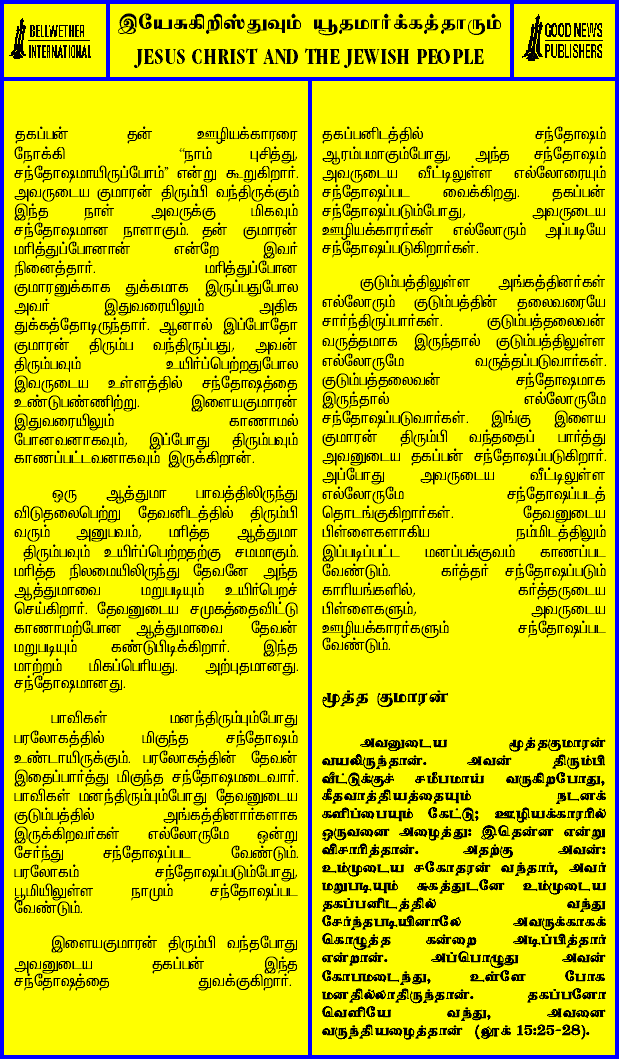 BELLWETHER
INTERNATIONAL
இயேசுகிறிஸ்துவும் யூதமார்க்கத்தாரும்
JESUS CHRIST AND THE JEWISH PEOPLE
GOOD NEWS
PUBLISHERS
தகப்பன் தன் ஊழியக்காரரை
நோக்கி “நாம் புசித்து,
சந்தோஷமாயிருப்போம்” என்று கூறுகிறார்.
அவருடைய குமாரன் திரும்பி வந்திருக்கும்
இந்த நாள் அவருக்கு மிகவும்
சந்தோஷமான நாளாகும். தன் குமாரன்
மரித்துப்போனான் என்றே இவர்
நினைத்தார். மரித்துப்போன
குமாரனுக்காக துக்கமாக இருப்பதுபோல
அவர் இதுவரையிலும் அதிக
துக்கத்தோடிருந்தார். ஆனால் இப்போதோ
குமாரன் திரும்ப வந்திருப்பது, அவன்
திரும்பவும் உயிர்ப்பெற்றதுபோல
இவருடைய உள்ளத்தில் சந்தோஷத்தை
உண்டுபண்ணிற்று. இளையகுமாரன்
இதுவரையிலும் காணாமல்
போனவனாகவும், இப்போது திரும்பவும்
காணப்பட்டவனாகவும் இருக்கிறான்.
ஒரு ஆத்துமா பாவத்திலிருந்து
விடுதலைபெற்று தேவனிடத்தில் திரும்பி
வரும் அனுபவம், மரித்த ஆத்துமா
திரும்பவும் உயிர்ப்பெற்றதற்கு சமமாகும்.
மரித்த நிலமையிலிருந்து தேவனே அந்த
ஆத்துமாவை மறுபடியும் உயிர்பெறச்
செய்கிறார். தேவனுடைய சமுகத்தைவிட்டு
காணாமற்போன ஆத்துமாவை தேவன்
மறுபடியும் கண்டுபிடிக்கிறார். இந்த
மாற்றம் மிகப்பெரியது. அற்புதமானது.
சந்தோஷமானது.
பாவிகள் மனந்திரும்பும்போது
பரலோகத்தில் மிகுந்த சந்தோஷம்
உண்டாயிருக்கும். பரலோகத்தின் தேவன்
இதைப்பார்த்து மிகுந்த சந்தோஷமடைவார்.
பாவிகள் மனந்திரும்பும்போது தேவனுடைய
குடும்பத்தில் அங்கத்தினார்களாக
இருக்கிறவர்கள் எல்லோருமே ஒன்று
சேர்ந்து சந்தோஷப்பட வேண்டும்.
பரலோகம் சந்தோஷப்படும்போது,
பூமியிலுள்ள நாமும் சந்தோஷப்பட
வேண்டும்.
இளையகுமாரன் திரும்பி வந்தபோது
அவனுடைய தகப்பன் இந்த
சந்தோஷத்தை துவக்குகிறார்.
தகப்பனிடத்தில் சந்தோஷம்
ஆரம்பமாகும்போது, அந்த சந்தோஷம்
அவருடைய வீட்டிலுள்ள எல்லோரையும்
சந்தோஷப்பட வைக்கிறது. தகப்பன்
சந்தோஷப்படும்போது, அவருடைய
ஊழியக்காரர்கள் எல்லோரும் அப்படியே
சந்தோஷப்படுகிறார்கள்.
குடும்பத்திலுள்ள அங்கத்தினர்கள்
எல்லோரும் குடும்பத்தின் தலைவரையே
சார்ந்திருப்பார்கள். குடும்பத்தலைவன்
வருத்தமாக இருந்தால் குடும்பத்திலுள்ள
எல்லோருமே வருத்தப்படுவார்கள்.
குடும்பத்தலைவன் சந்தோஷமாக
இருந்தால் எல்லோருமே
சந்தோஷப்படுவார்கள். இங்கு இளைய
குமாரன் திரும்பி வந்ததைப் பார்த்து
அவனுடைய தகப்பன் சந்தோஷப்படுகிறார்.
அப்போது அவருடைய வீட்டிலுள்ள
எல்லோருமே சந்தோஷப்படத்
தொடங்குகிறார்கள். தேவனுடைய
பிள்ளைகளாகிய நம்மிடத்திலும்
இப்படிப்பட்ட மனப்பக்குவம் காணப்பட
வேண்டும். கர்த்தர் சந்தோஷப்படும்
காரியங்களில், கர்த்தருடைய
பிள்ளைகளும், அவருடைய
ஊழியக்காரர்களும் சந்தோஷப்பட
வேண்டும்.
மூத்த குமாரன்
அவனுடைய மூத்தகுமாரன்
வயலிருந்தான். அவன் திரும்பி
வீட்டுக்குச் சமீபமாய் வருகிறபோது,
கீதவாத்தியத்தையும் நடனக்
களிப்பையும் கேட்டு; ஊழியக்காரரில்
ஒருவனை அழைத்து: இதென்ன என்று
விசாரித்தான். அதற்கு அவன்:
உம்முடைய சகோதரன் வந்தார், அவர்
மறுபடியும் சுகத்துடனே உம்முடைய
தகப்பனிடத்தில் வந்து
சேர்ந்தபடியினாலே அவருக்காகக்
கொழுத்த கன்றை அடிப்பித்தார்
என்றான். அப்பொழுது அவன்
கோபமடைந்து, உள்ளே போக
மனதில்லாதிருந்தான். தகப்பனோ
வெளியே வந்து, அவனை
வருந்தியழைத்தான் (லூக் 15:25-28).